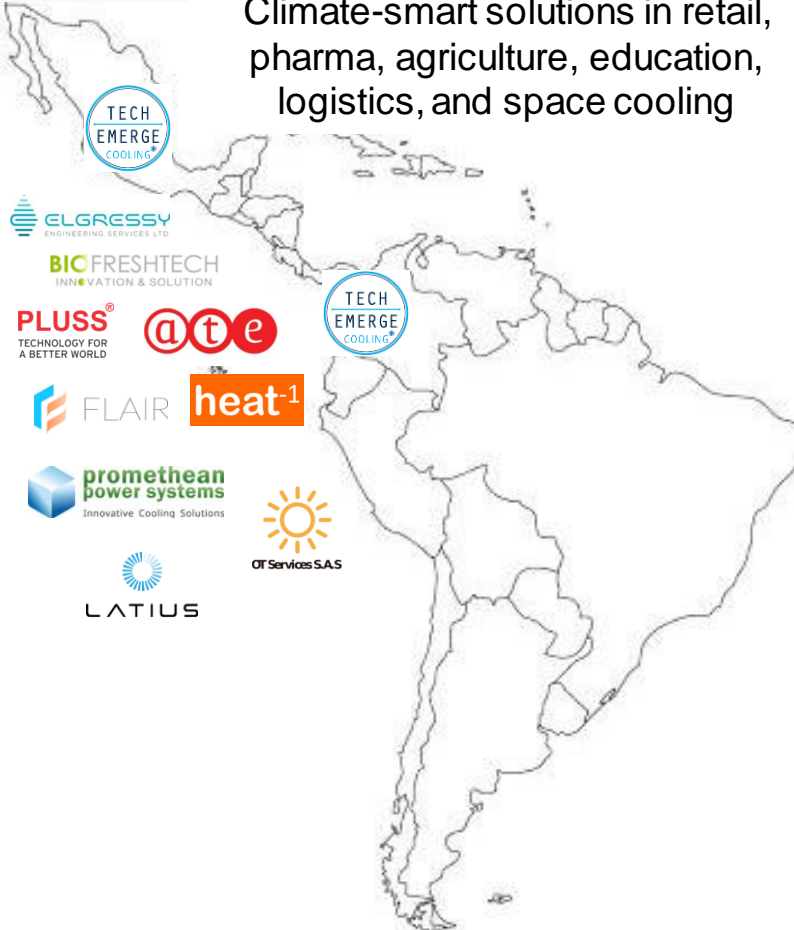 Climate-smart solutions in retail,
pharma, agriculture, education,
logistics, and space cooling
TECH
EMERGE
COOLING*
ELGRESSY
ENGINEERING SERVICES LTD
BIOFRESHTECH
INNOVATION & SOLUTION
PLUSS®
TECHNOLOGY FOR
A BETTER WORLD
ate
TECH
EMERGE
COOLING*
FLAIR
heat-1
promethean
power systems
Innovative Cooling Solutions
OT Services S.A.S
LATIUS